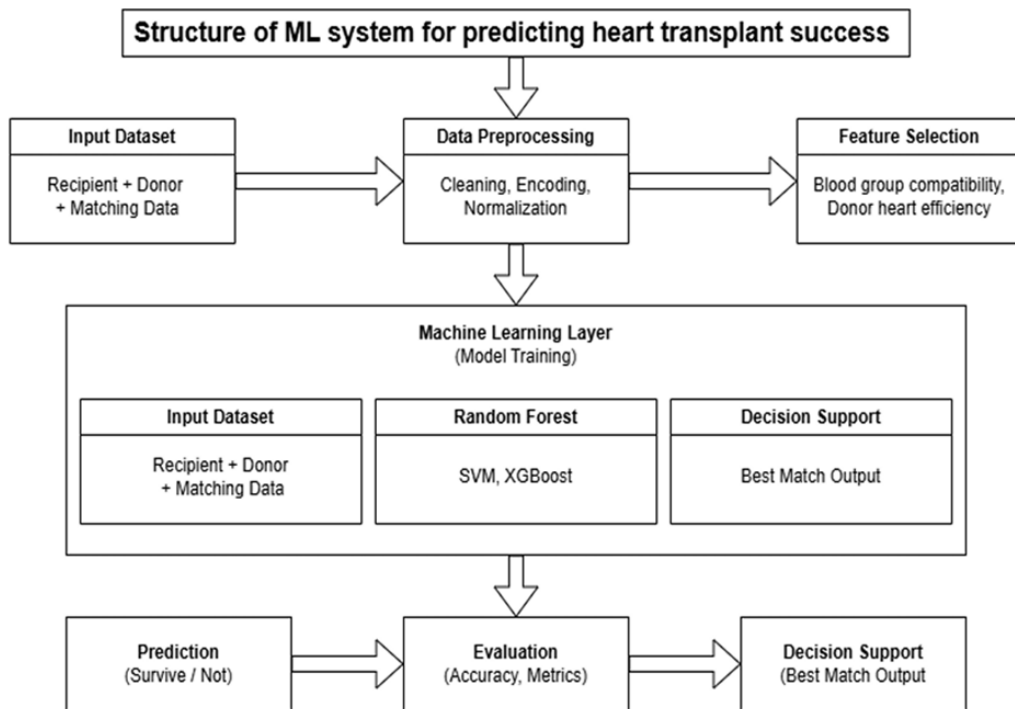 Structure of ML system for predicting heart transplant success
Input Dataset
Recipient + Donor
+ Matching Data
Data Preprocessing
Cleaning, Encoding,
Normalization
Feature Selection
Blood group compatibility,
Donor heart efficiency
Machine Learning Layer
(Model Training)
Input Dataset
Recipient + Donor
+ Matching Data
Random Forest
SVM, XGBoost
Decision Support
Best Match Output
Prediction
(Survive / Not)
Evaluation
(Accuracy, Metrics)
Decision Support
(Best Match Output